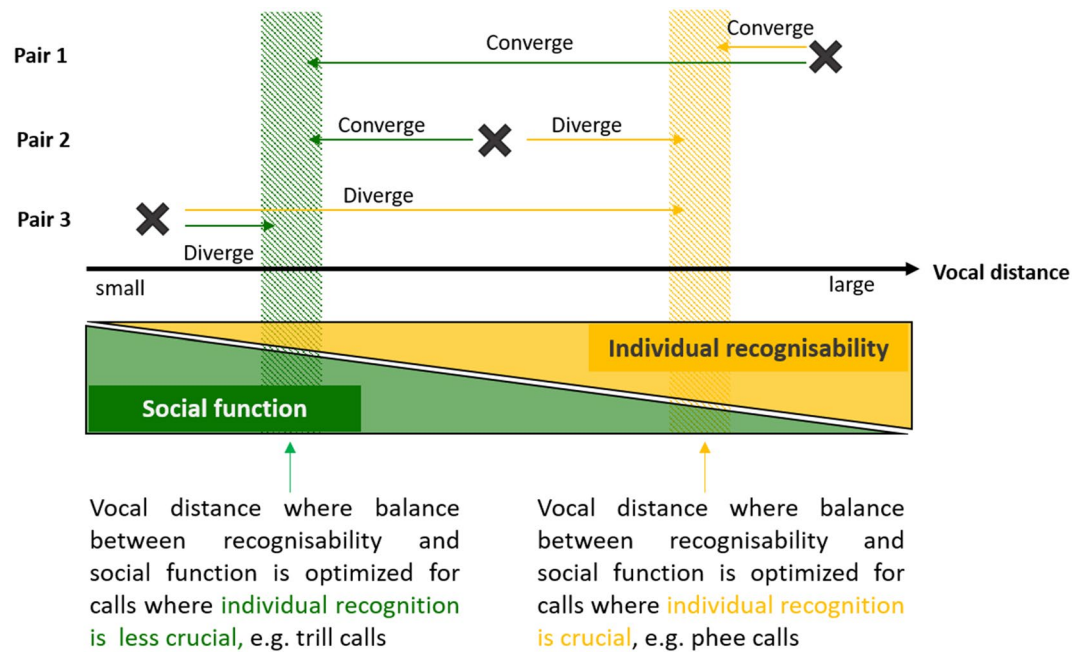 Converge
Pair 1
Converge
Pair 2
Converge
Diverge
Diverge
Pair 3
Diverge
small
large
Vocal distance
Individual recognisability
Social function
Vocal distance where balance
between recognisability and
social function is optimized for
calls where individual recognition
is less crucial, e.g. trill calls
Vocal distance where balance
between recognisability and
social function is optimized for
calls where individual recognition
is crucial, e.g. phee calls